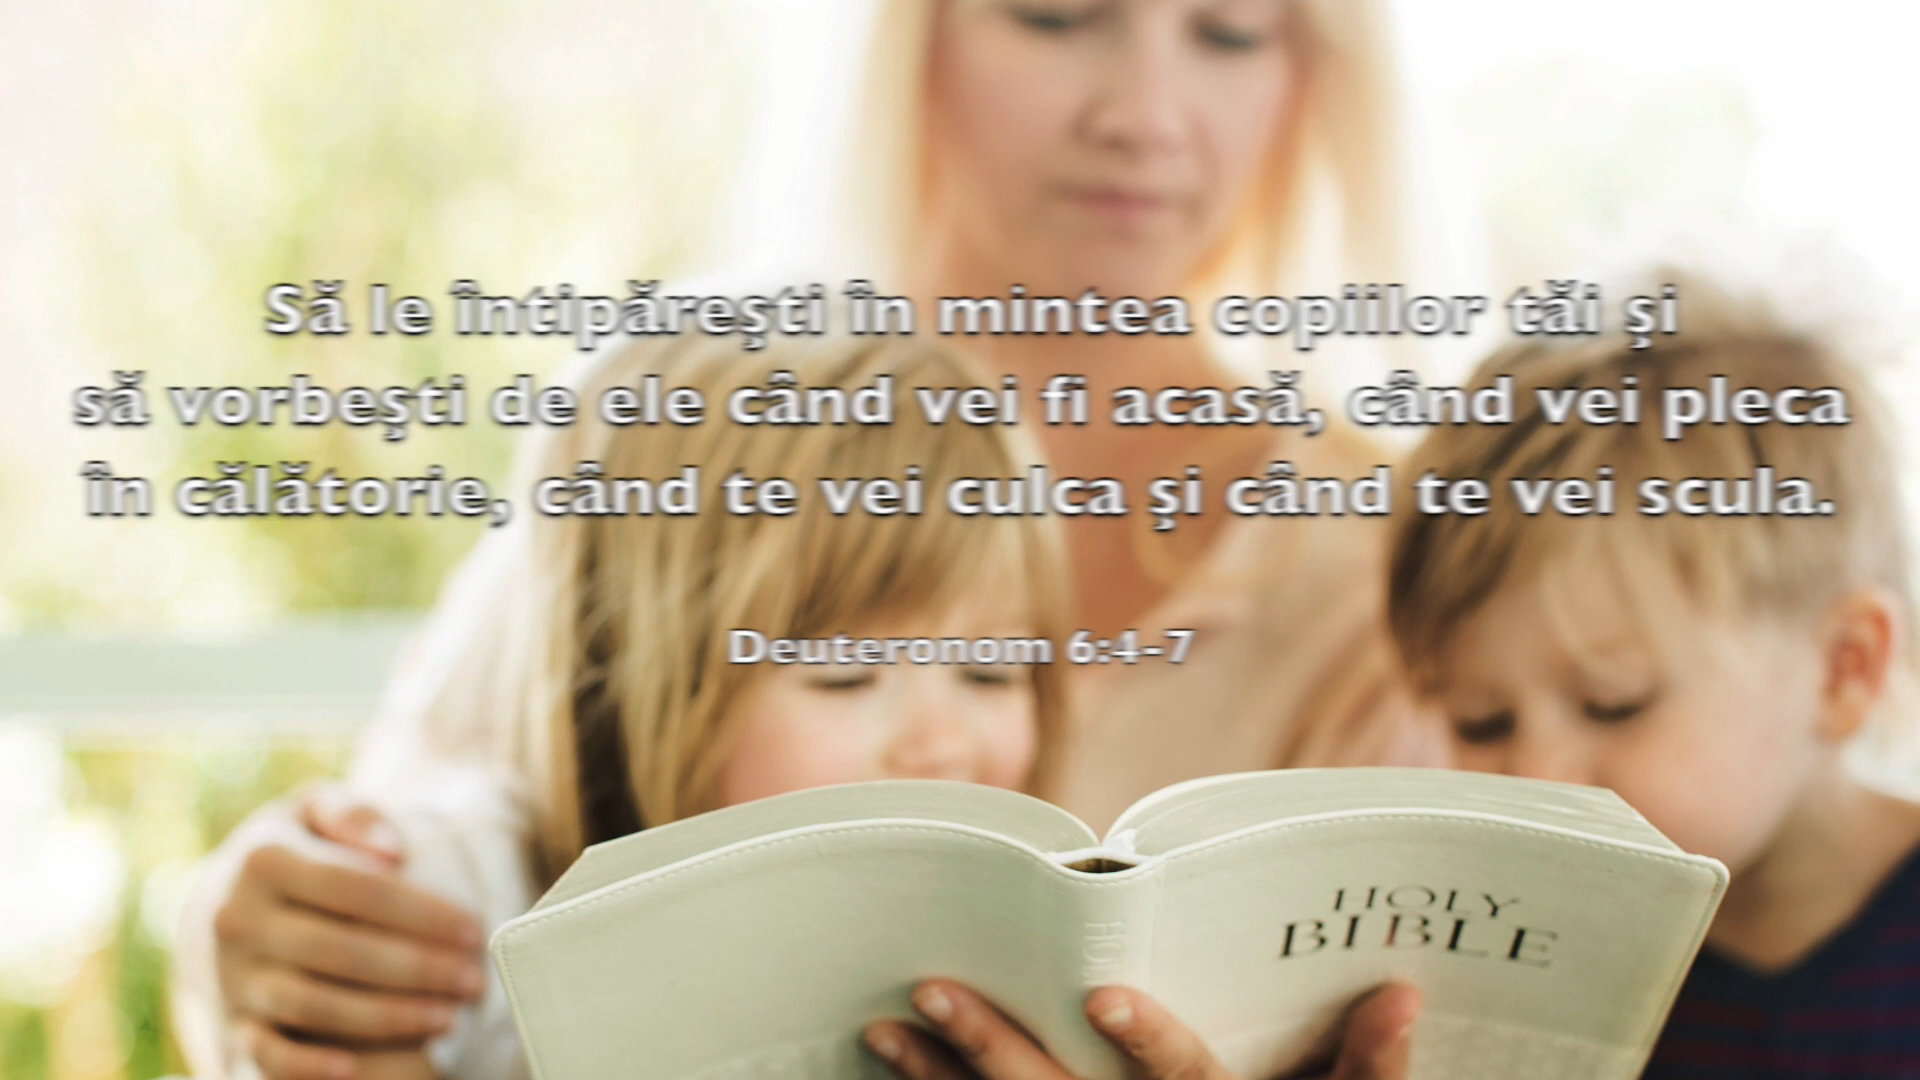 Să le întipăreşti în mintea copiilor tăi şi
să vorbeşti de ele când vei fi acasă, când vei pleca
în călătorie, când te vei culca şi când te vei scula.
Deuteronom 6:4-7
HOLY
BIBLE
HOL